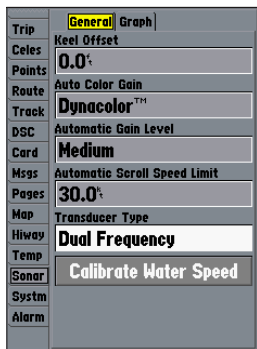 General Graph
Trip
Celes
Points
Route
Track
DSC
Card
Msgs
Pages
Map
Hiway
Temp
Sonar
Systm
Alarm
Keel Offset
0.0ft
Auto Color Gain
Dynacolor™
Automatic Gain Level
Medium
Automatic Scroll Speed Limit
30.0kt
Transducer Type
Dual Frequency
Calibrate Water Speed